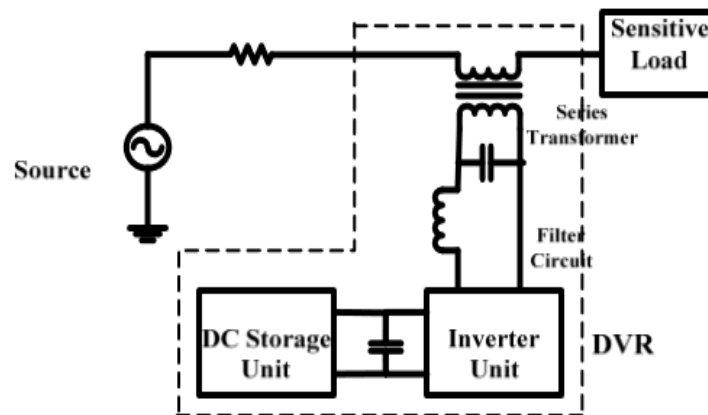 Sensitive
Load
Series
Transformer
Source
Filter
Circuit
DC Storage
Unit
Inverter
Unit
DVR